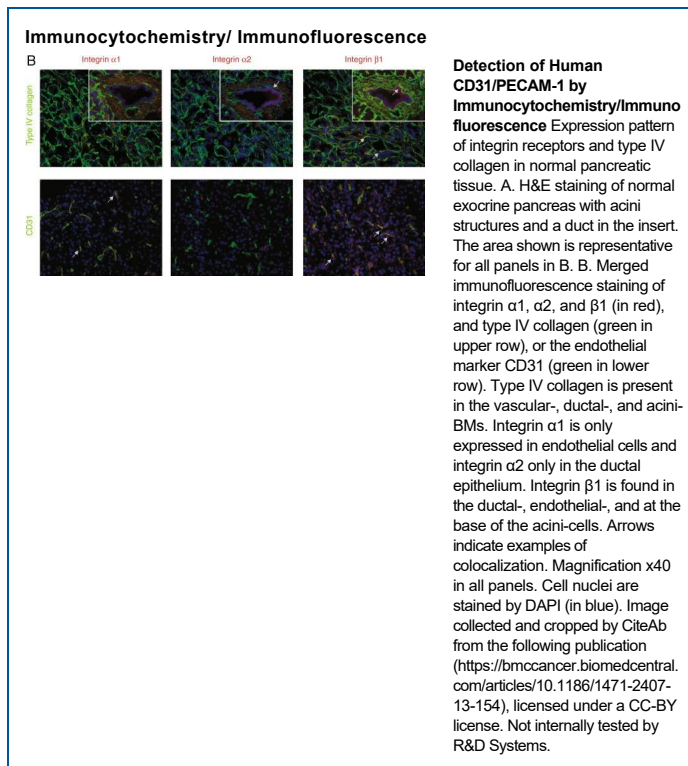 Immunocytochemistry/ Immunofluorescence
B
Integrin α1
Integrin α2
Integrin β1
Type IV collagen
CD31
Detection of Human
CD31/PECAM-1 by
Immunocytochemistry/Immuno
fluorescence Expression pattern
of integrin receptors and type IV
collagen in normal pancreatic
tissue. A. H&E staining of normal
exocrine pancreas with acini
structures and a duct in the insert.
The area shown is representative
for all panels in B. B. Merged
immunofluorescence staining of
integrin α1, α2, and β1 (in red),
and type IV collagen (green in
upper row), or the endothelial
marker CD31 (green in lower
row). Type IV collagen is present
in the vascular-, ductal-, and acini-
BMs. Integrin α1 is only
expressed in endothelial cells and
integrin α2 only in the ductal
epithelium. Integrin β1 is found in
the ductal-, endothelial-, and at the
base of the acini-cells. Arrows
indicate examples of
colocalization. Magnification x40
in all panels. Cell nuclei are
stained by DAPI (in blue). Image
collected and cropped by CiteAb
from the following publication
(https://bmccancer.biomedcentral.
com/articles/10.1186/1471-2407-
13-154), licensed under a CC-BY
license. Not internally tested by
R&D Systems.